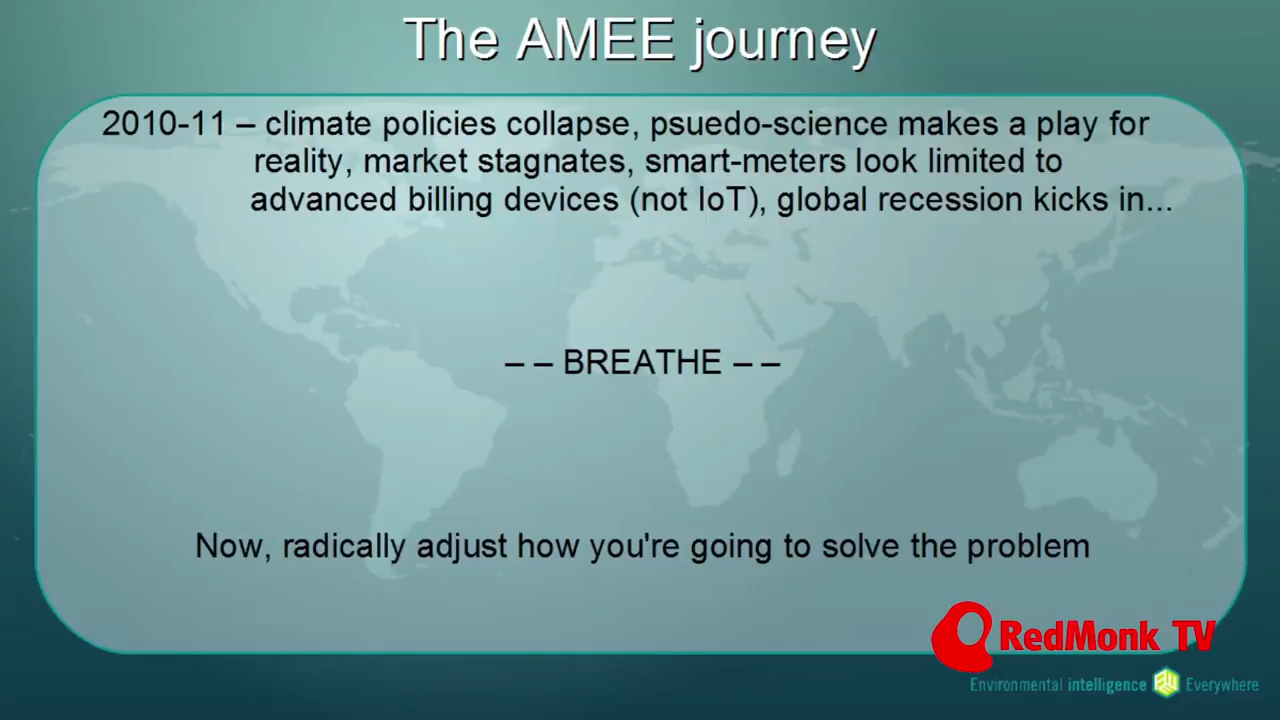 The AMEE journey
2010-11 – climate policies collapse, psuedo-science makes a play for
reality, market stagnates, smart-meters look limited to
advanced billing devices (not IoT), global recession kicks in...
– – BREATHE – –
Now, radically adjust how you're going to solve the problem
RedMonk TV
Environmental intelligence Everywhere